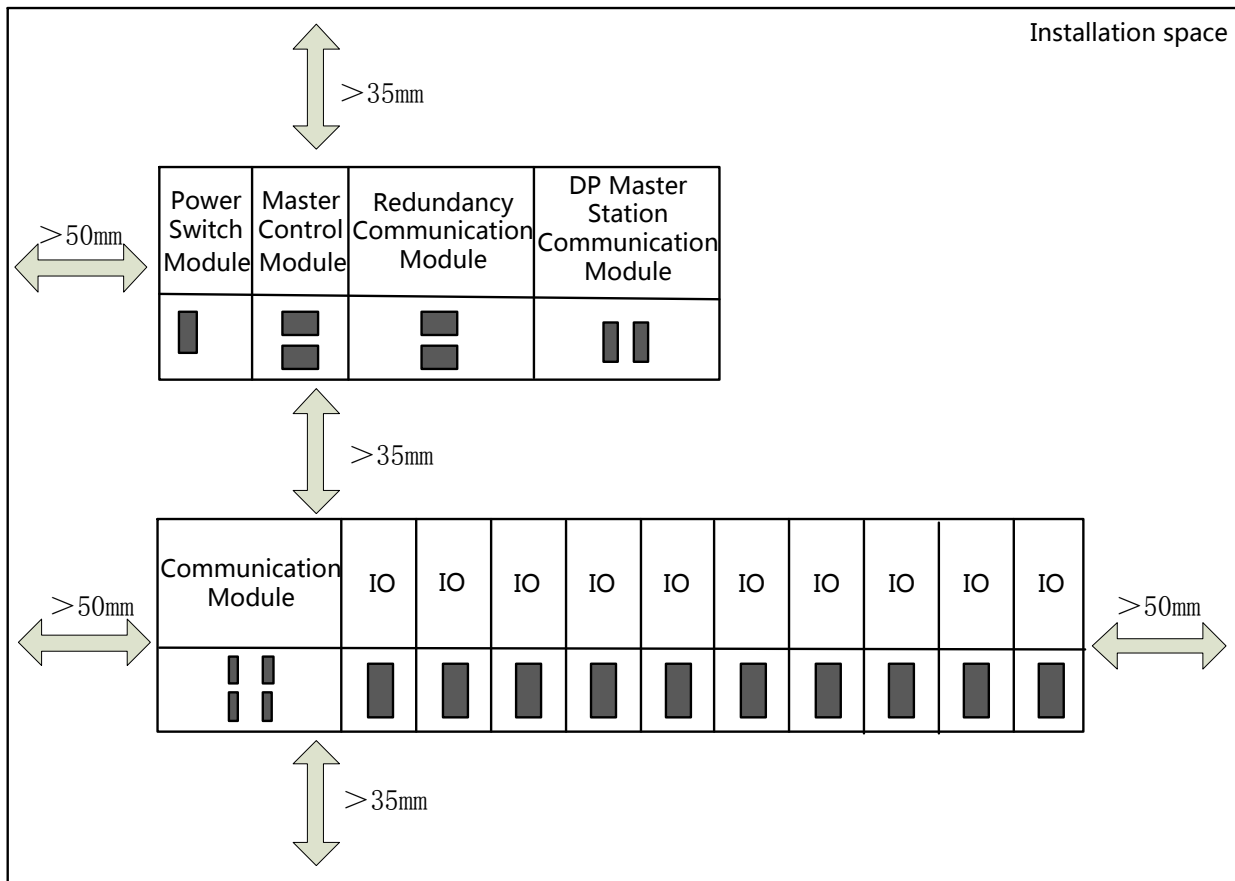 Installation space
＞35mm
＞50mm
Power
Switch
Module
Master
Control
Module
Redundancy
Communication
Module
DP Master
Station
Communication
Module
＞35mm
＞50mm
Communication
Module
IO
IO
IO
IO
IO
IO
IO
IO
IO
IO
＞50mm
＞35mm